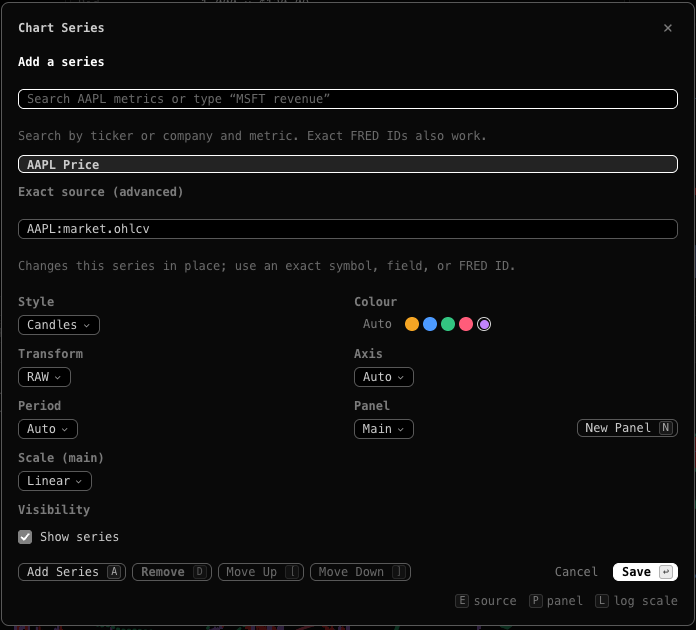 Chart Series
Add a series
Search AAPL metrics or type “MSFT revenue”
Search by ticker or company and metric. Exact FRED IDs also work.
AAPL Price
Exact source (advanced)
AAPL:market.ohlcv
Changes this series in place; use an exact symbol, field, or FRED ID.
Style Colour
Candles Auto
Transform Axis
RAW Auto
Period Panel
Auto Main New Panel N
Scale (main)
Linear
Visibility
Show series
Add Series A Remove D Move Up [ Move Down ] Cancel Save ↩
E source P panel L log scale